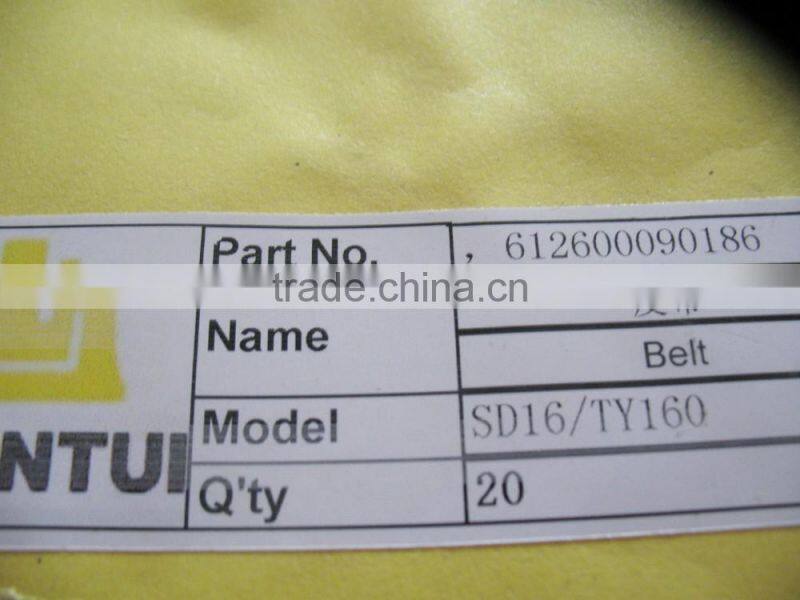 Part No. , 612600090186
trade.china.cn
Name
Belt
Model SD16/TY160
NTUI
Q'ty 20